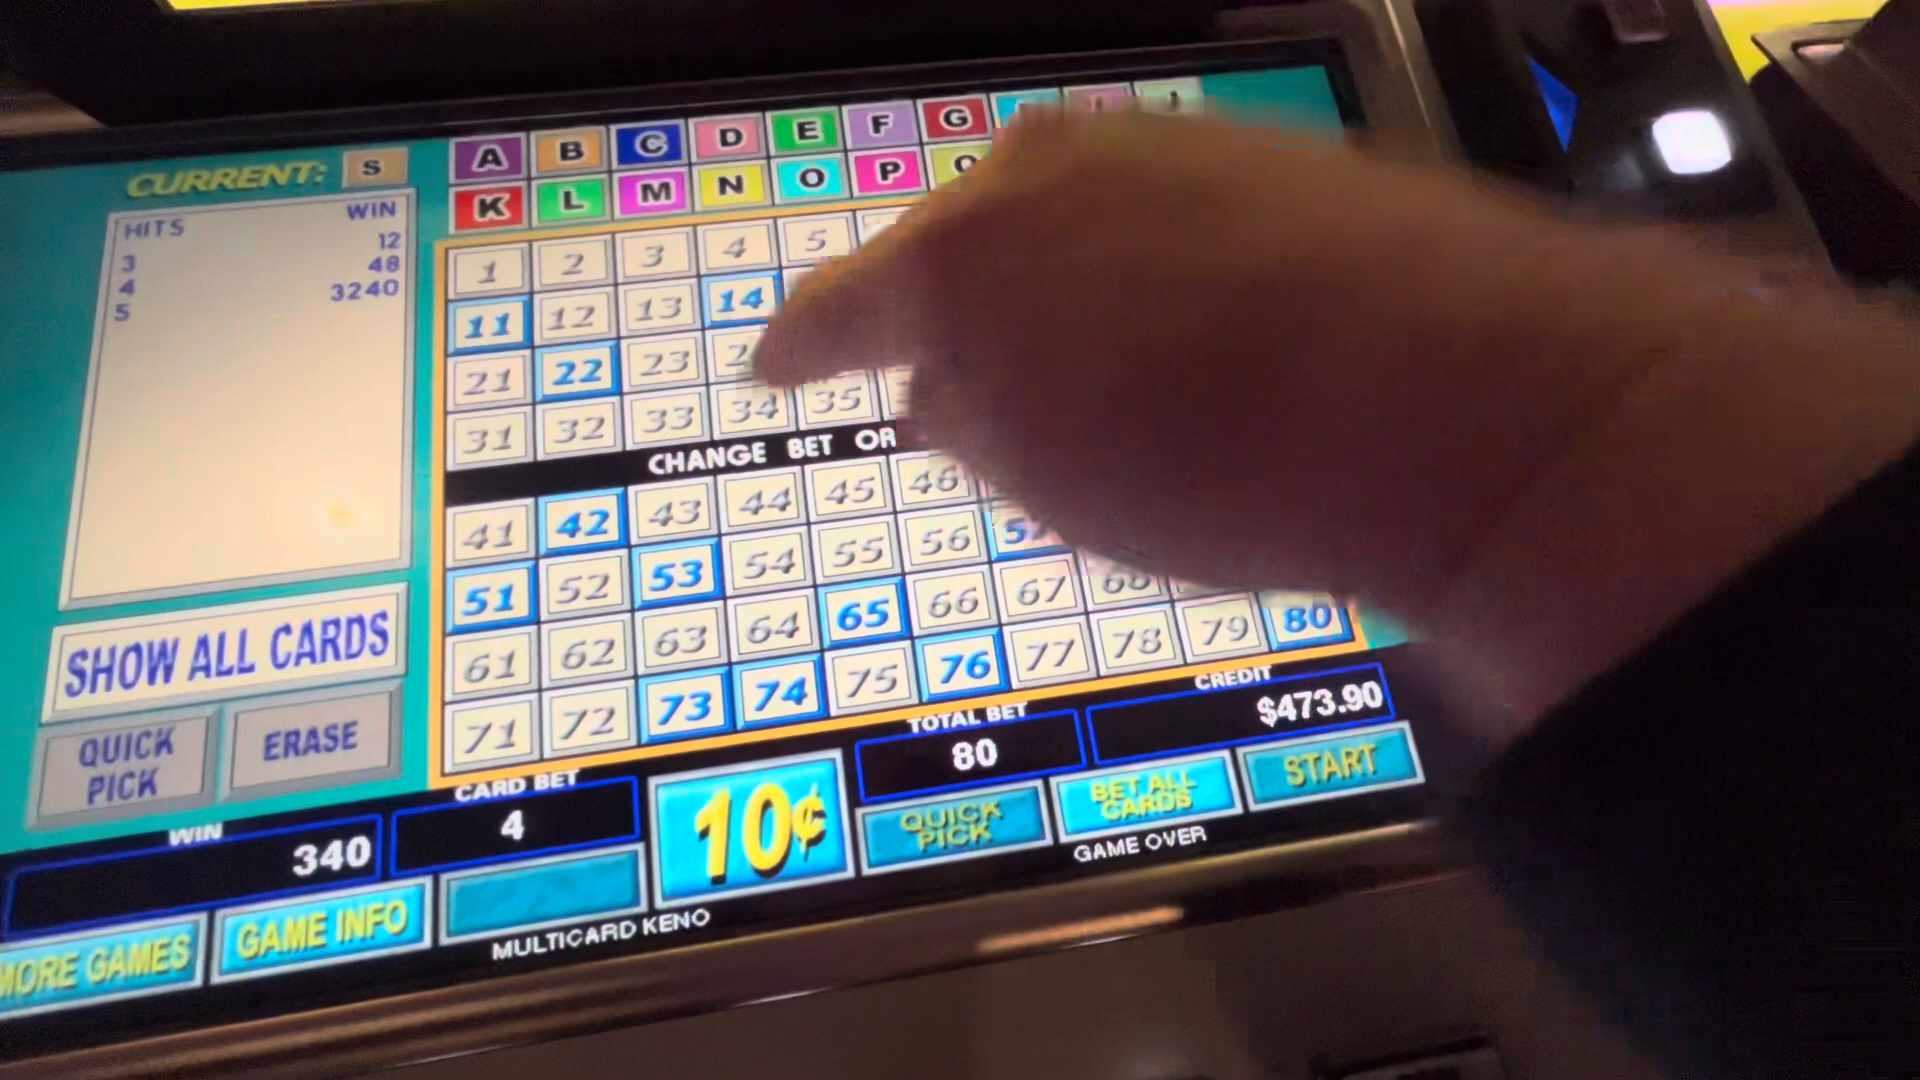 CURRENT: S
HITS WIN
3 12
4 48
5 3240
A B C D E F G
K L M N O P
1 2 3 4 5
11 12 13 14
21 22 23
31 32 33 34 35
CHANGE BET OR
41 42 43 44 45 46
51 52 53 54 55 56 57
61 62 63 64 65 66 67 68
71 72 73 74 75 76 77 78 79 80
SHOW ALL CARDS
QUICK PICK
ERASE
WIN
340
CARD BET
4
10¢
TOTAL BET
80
CREDIT
$473.90
QUICK PICK
BET ALL CARDS
START
MORE GAMES
GAME INFO
MULTICARD KENO
GAME OVER